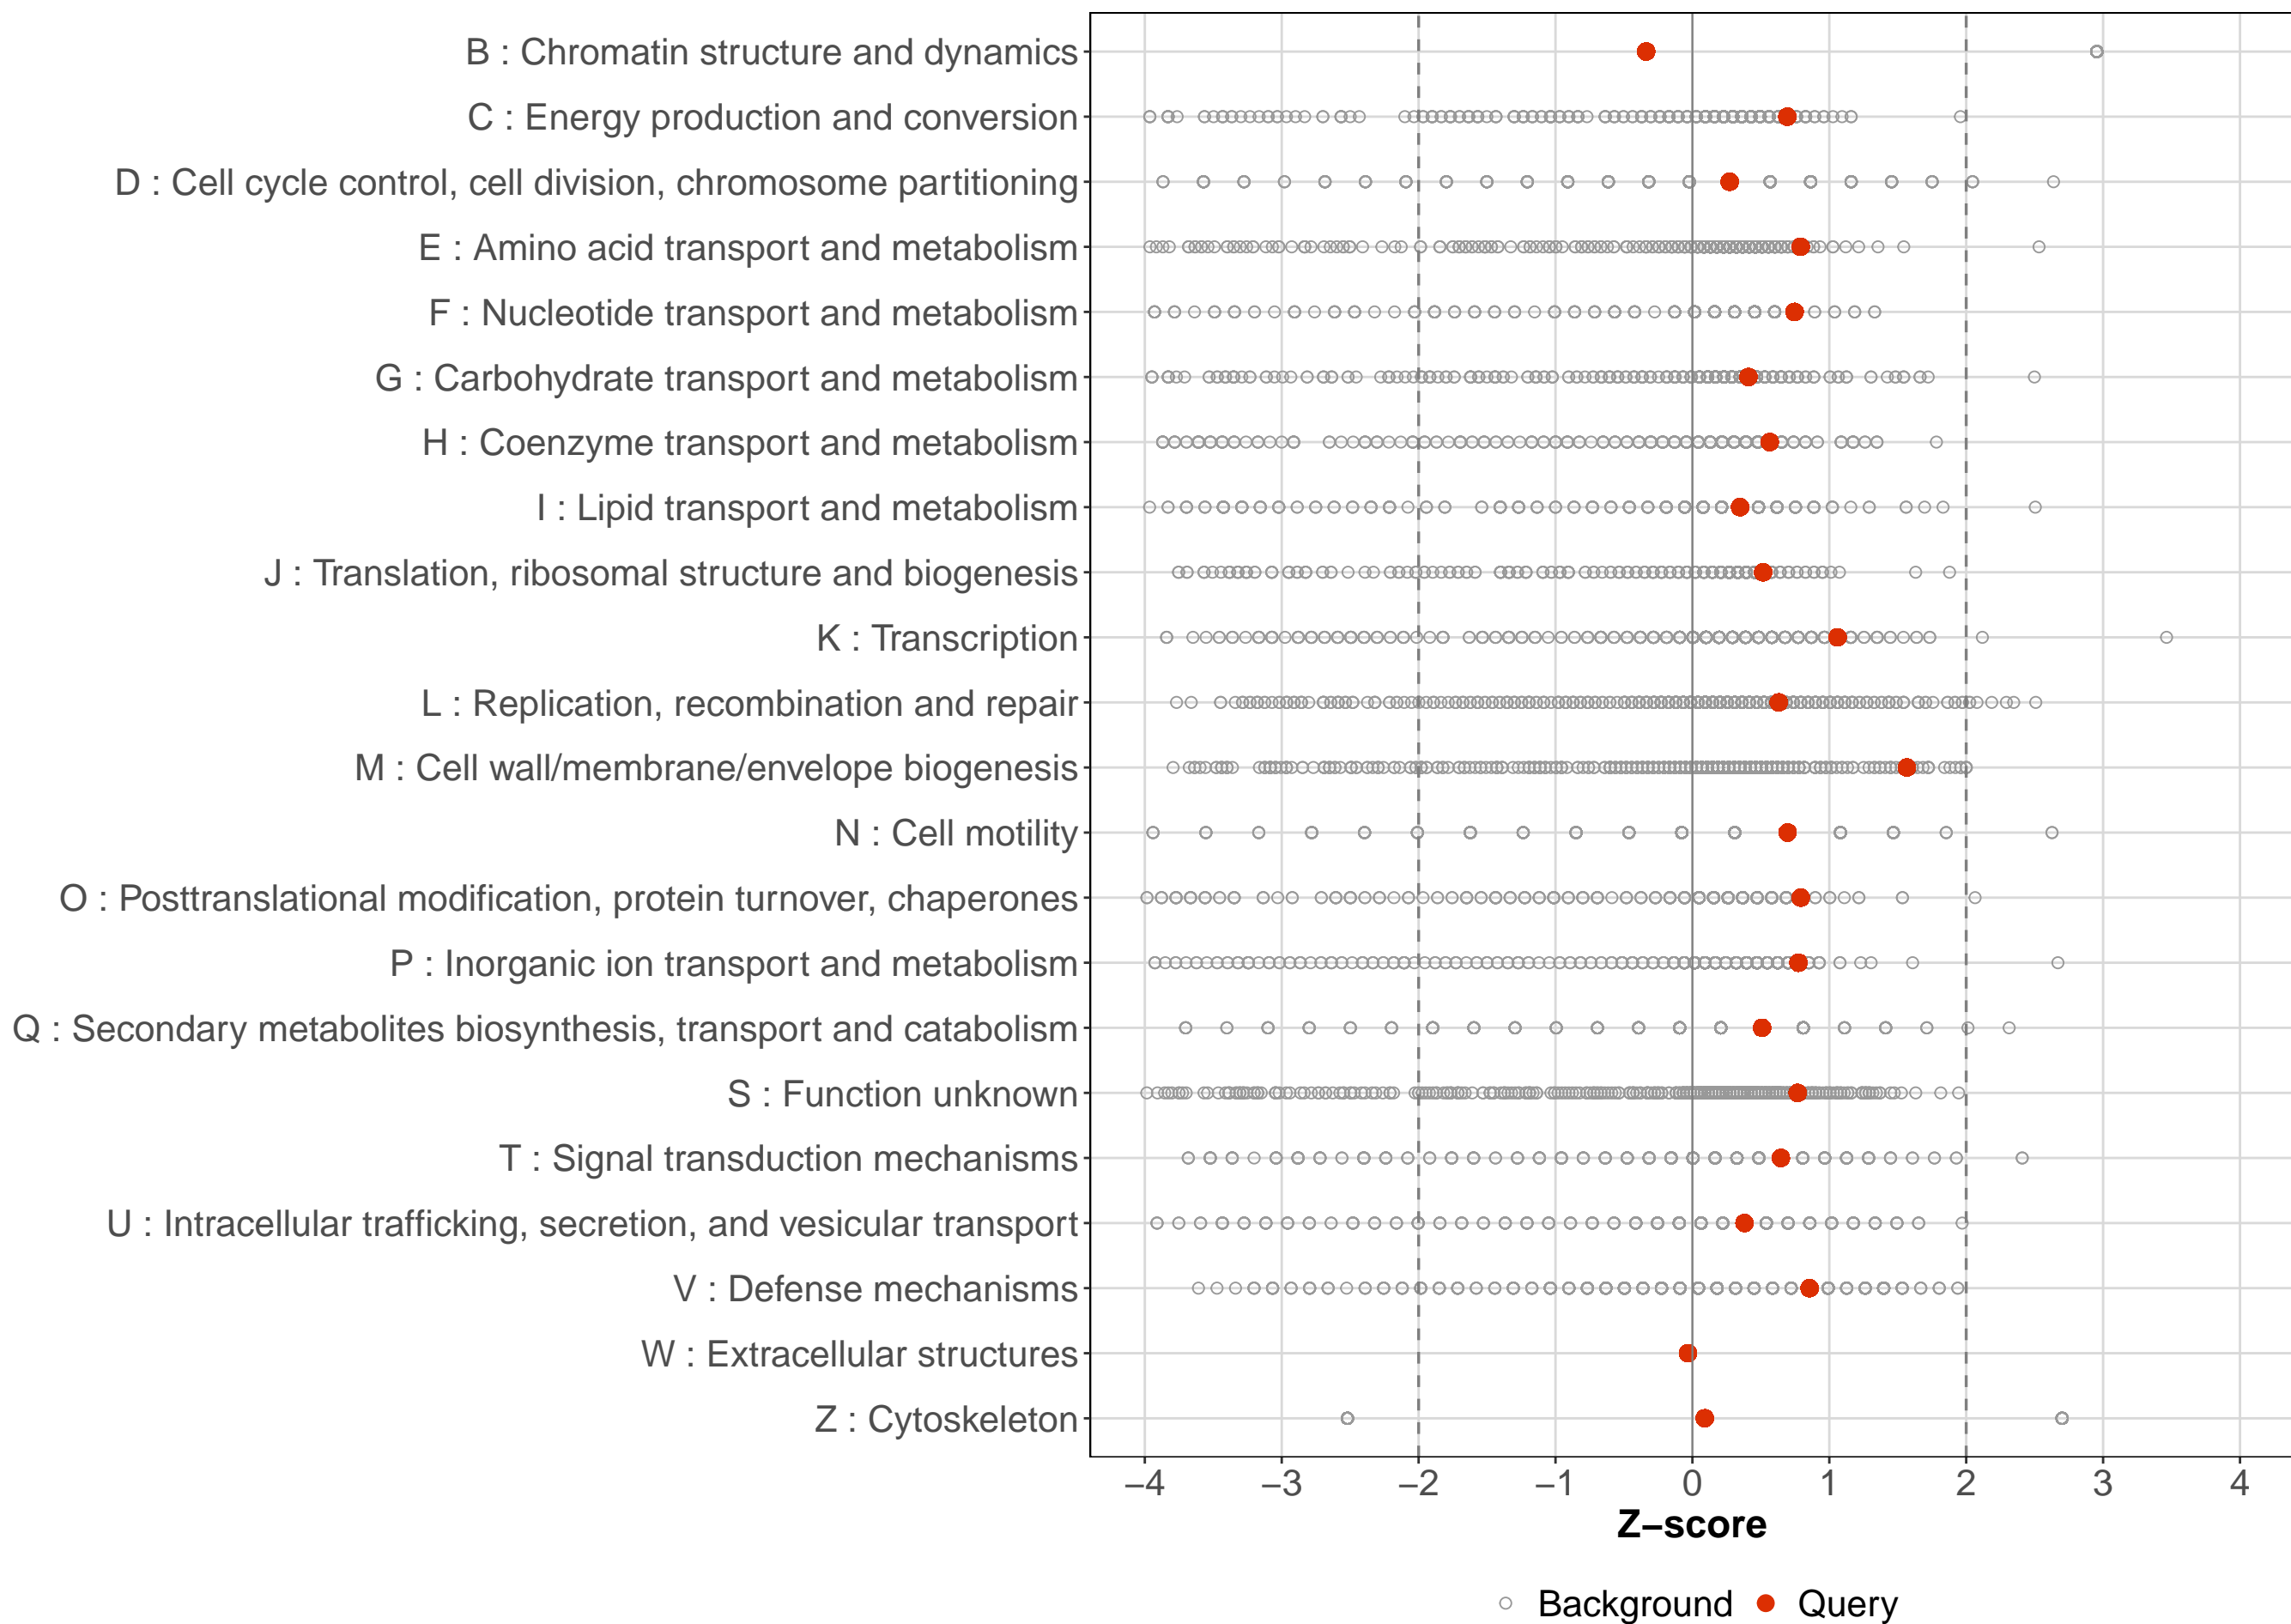 B : Chromatin structure and dynamics
C : Energy production and conversion
D : Cell cycle control, cell division, chromosome partitioning
E : Amino acid transport and metabolism
F : Nucleotide transport and metabolism
G : Carbohydrate transport and metabolism
H : Coenzyme transport and metabolism
I : Lipid transport and metabolism
J : Translation, ribosomal structure and biogenesis
K : Transcription
L : Replication, recombination and repair
M : Cell wall/membrane/envelope biogenesis
N : Cell motility
O : Posttranslational modification, protein turnover, chaperones
P : Inorganic ion transport and metabolism
Q : Secondary metabolites biosynthesis, transport and catabolism
S : Function unknown
T : Signal transduction mechanisms
U : Intracellular trafficking, secretion, and vesicular transport
V : Defense mechanisms
W : Extracellular structures
Z : Cytoskeleton
−4 −3 −2 −1 0 1 2 3 4
Z−score
Background Query